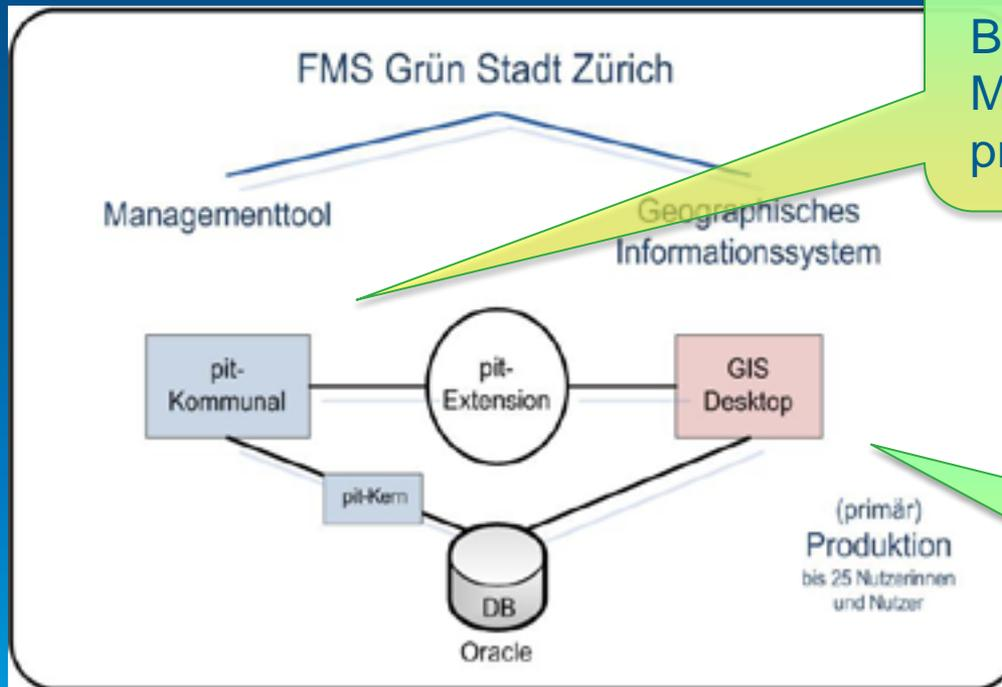 FMS Grün Stadt Zürich
Managementtool
Geographisches
Informationssystem
pit-
Kommunal
pit-
Extension
GIS
Desktop
pit-Kern
DB
Oracle
(primär)
Produktion
bis 25 Nutzerinnen
und Nutzer